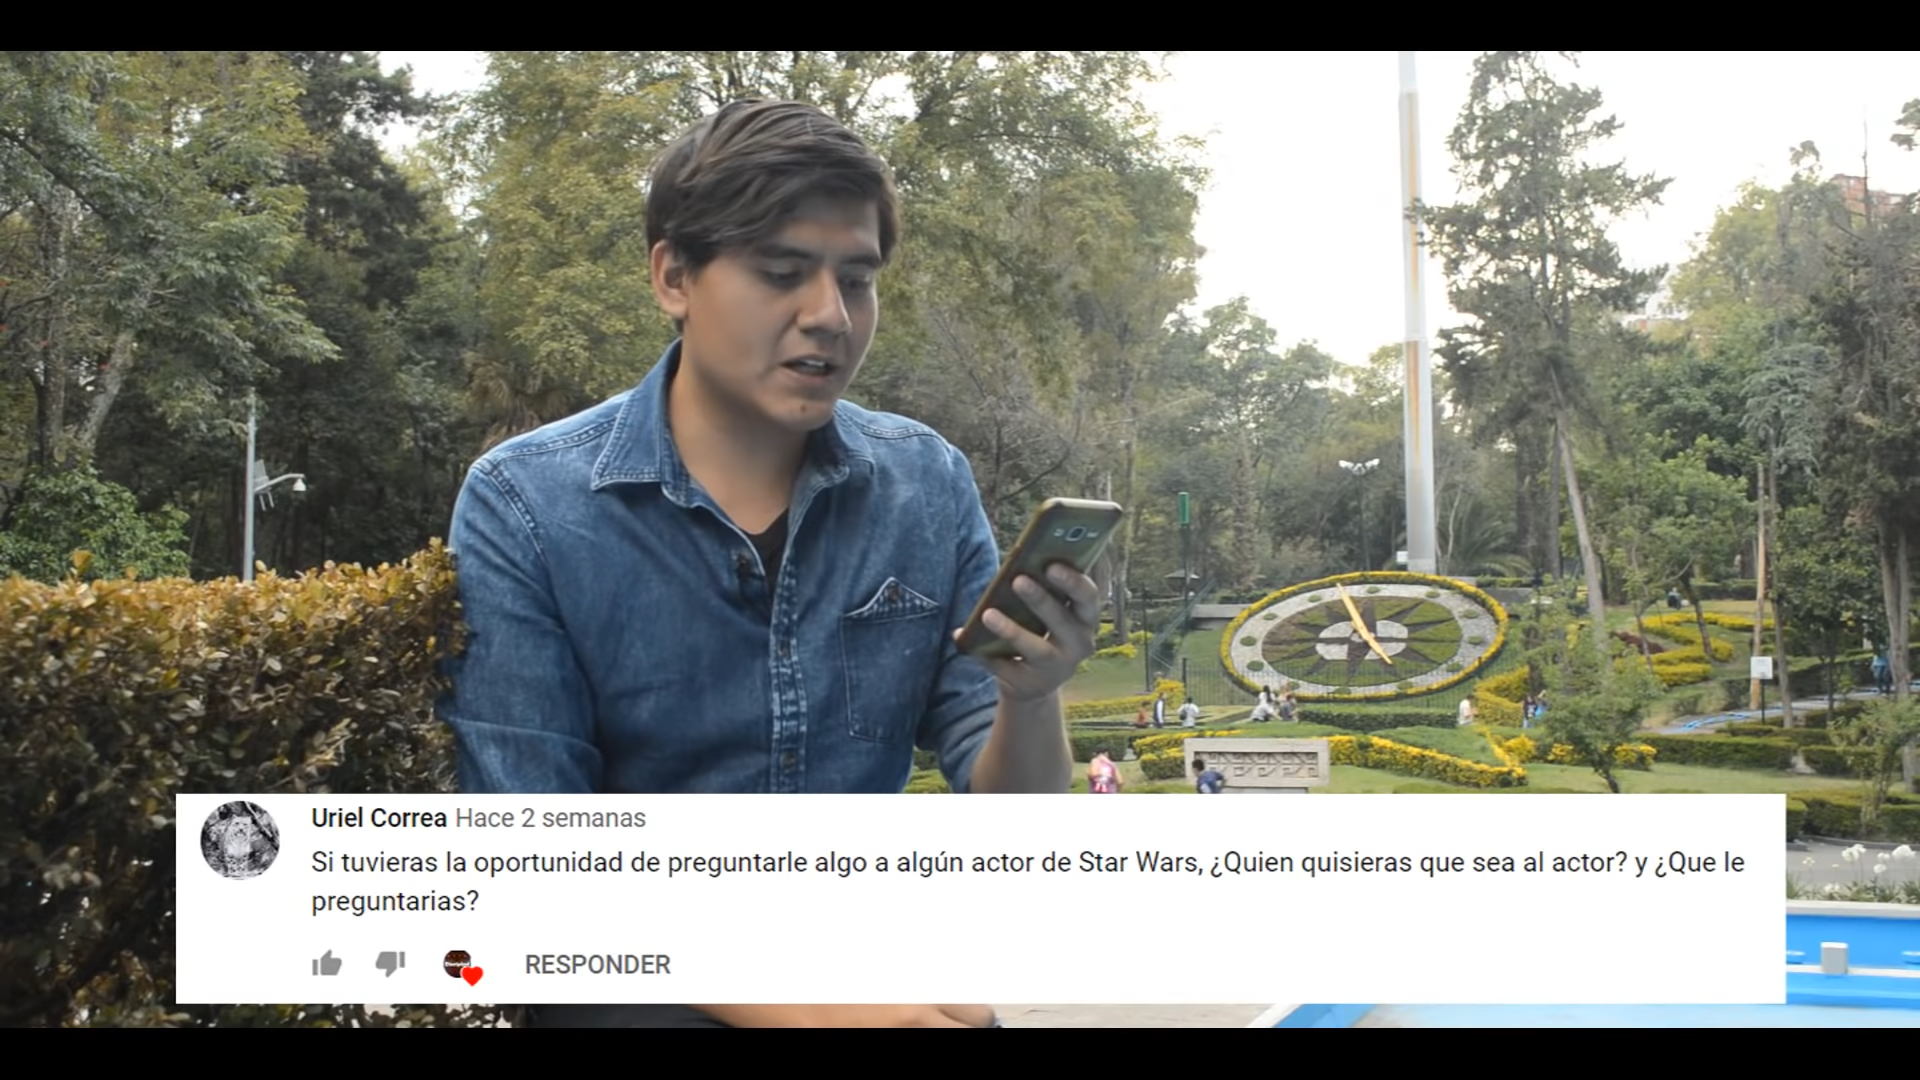 Uriel Correa Hace 2 semanas
Si tuvieras la oportunidad de preguntarle algo a algún actor de Star Wars, ¿Quien quisieras que sea al actor? y ¿Que le
preguntarias?
RESPONDER